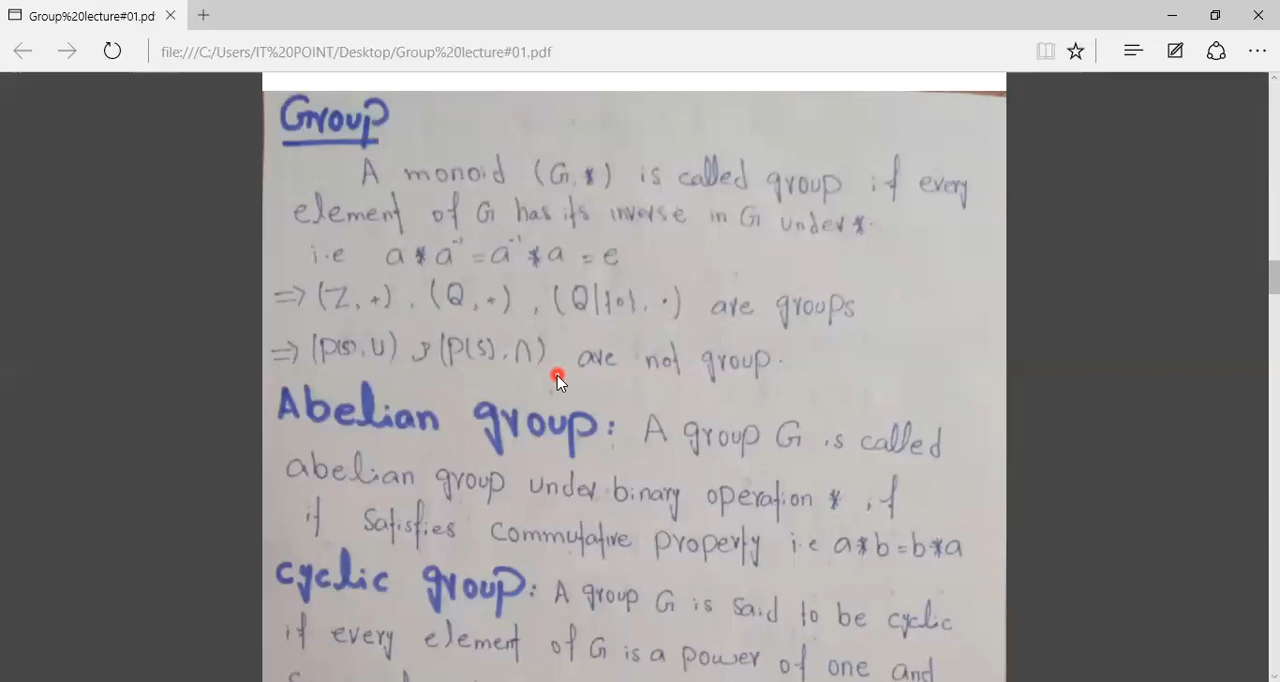 Group%20lecture#01.pdf
file:///C:/Users/IT%20POINT/Desktop/Group%20lecture#01.pdf
Group
A monoid (G,*) is called group if every
element of G has its inverse in G under *.
i.e a * a⁻¹ = a⁻¹ * a = e
⇒ (Z,+), (Q,+), (Q|{0}, ·) are groups
⇒ (P(S),∪) , (P(S),∩) are not group.
Abelian group: A group G is called
abelian group under binary operation * if
it satisfies commutative property i.e a*b=b*a
cyclic group: A group G is said to be cyclic
if every element of G is a power of one and